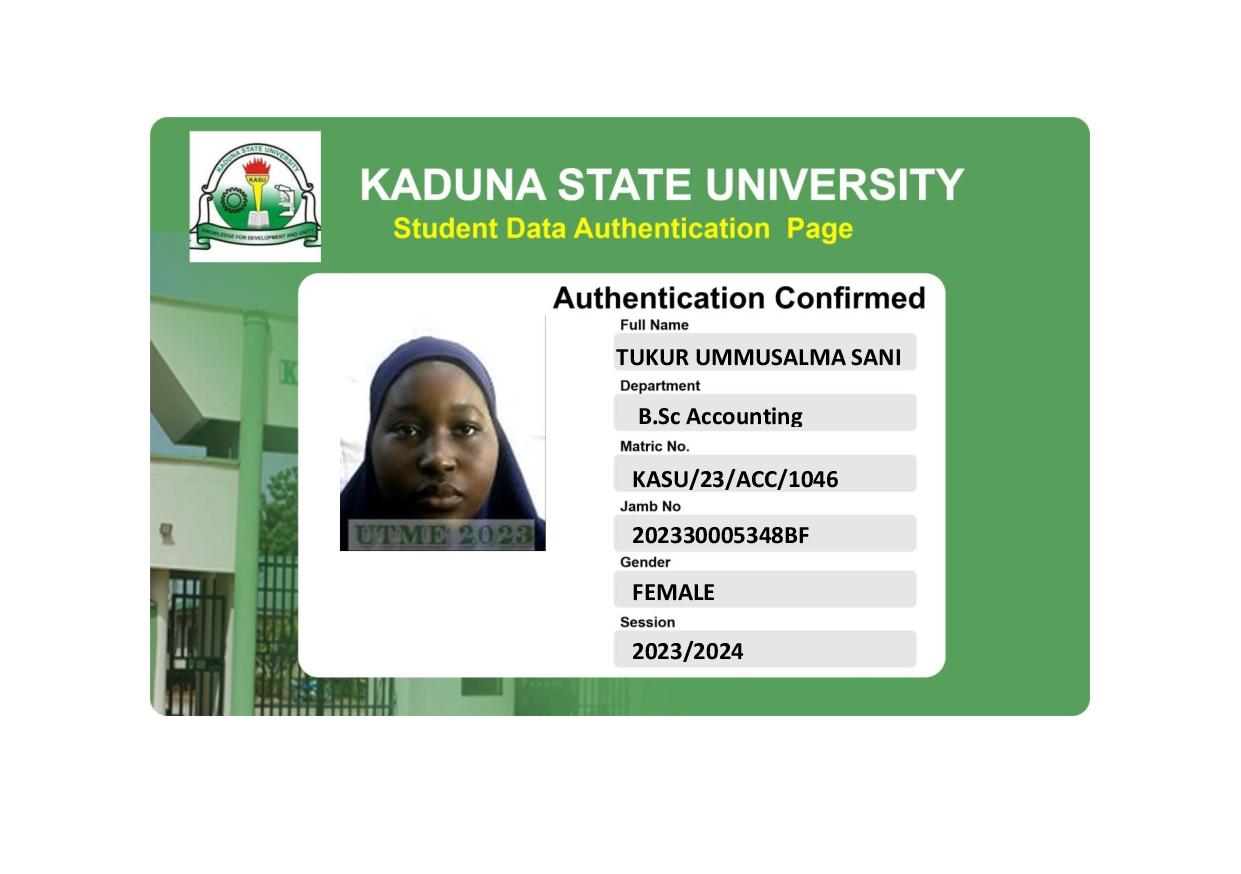 KADUNA STATE UNIVERSITY
KASU
KNOWLEDGE FOR DEVELOPMENT AND UNITY
KADUNA STATE UNIVERSITY
Student Data Authentication Page
Authentication Confirmed
Full Name
TUKUR UMMUSALMA SANI
Department
B.Sc Accounting
Matric No.
KASU/23/ACC/1046
Jamb No
202330005348BF
Gender
FEMALE
Session
2023/2024
UTME 2023
K